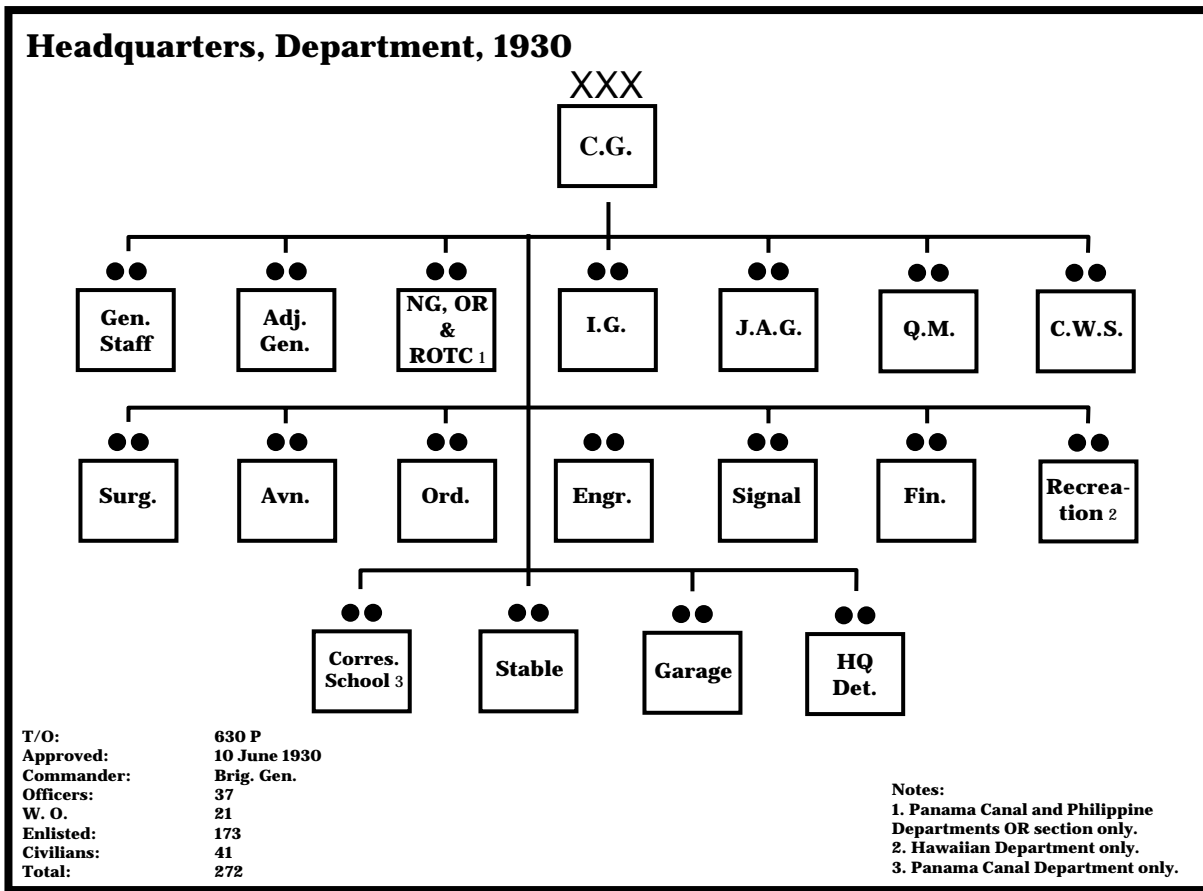 Headquarters, Department, 1930
XXX
C.G.
Gen.
Staff
Adj.
Gen.
NG, OR
&
ROTC 1
I.G.
J.A.G.
Q.M.
C.W.S.
Surg.
Avn.
Ord.
Engr.
Signal
Fin.
Recrea-
tion 2
Corres.
School 3
Stable
Garage
HQ
Det.
T/O: 630 P
Approved: 10 June 1930
Commander: Brig. Gen.
Officers: 37
W. O. 21
Enlisted: 173
Civilians: 41
Total: 272
Notes:
1. Panama Canal and Philippine
Departments OR section only.
2. Hawaiian Department only.
3. Panama Canal Department only.